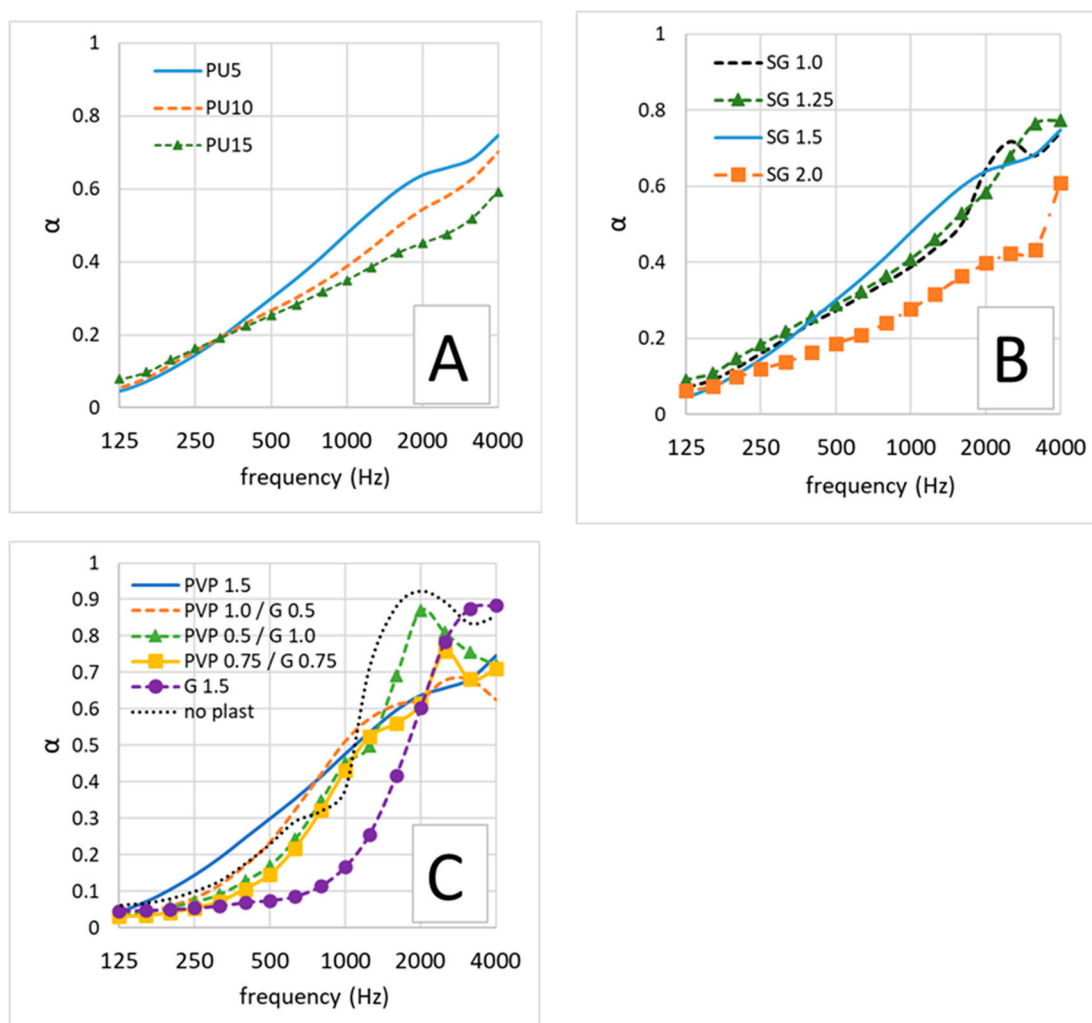 1
PU5
0.8
PU10
PU15
0.6
α
0.4
0.2
A
0
125 250 500 1000 2000 4000
frequency (Hz)
1
SG 1.0
0.8
SG 1.25
SG 1.5
0.6
SG 2.0
α
0.4
0.2
B
0
125 250 500 1000 2000 4000
frequency (Hz)
1
PVP 1.5
0.9
PVP 1.0 / G 0.5
0.8
PVP 0.5 / G 1.0
0.7
PVP 0.75 / G 0.75
G 1.5
0.6
no plast
α
0.5
0.4
0.3
0.2
C
0.1
0
125 250 500 1000 2000 4000
frequency (Hz)